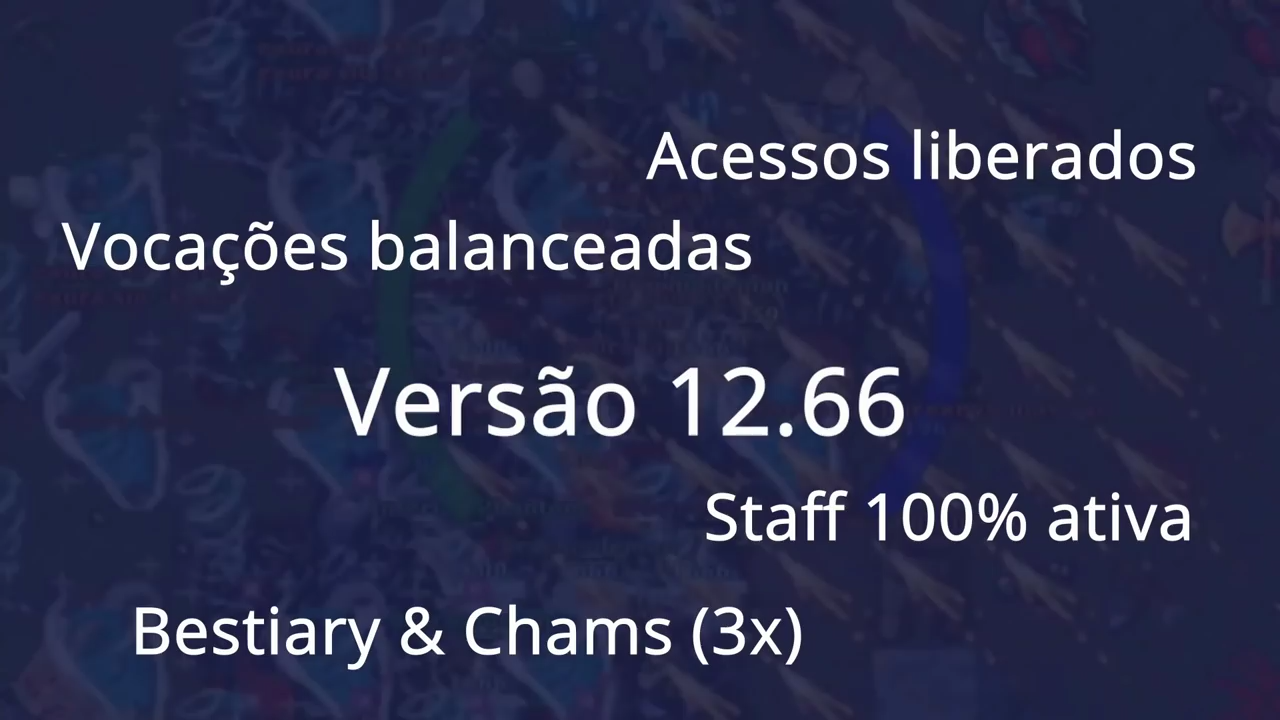 Acessos liberados
Vocações balanceadas
Versão 12.66
Staff 100% ativa
Bestiary & Chams (3x)